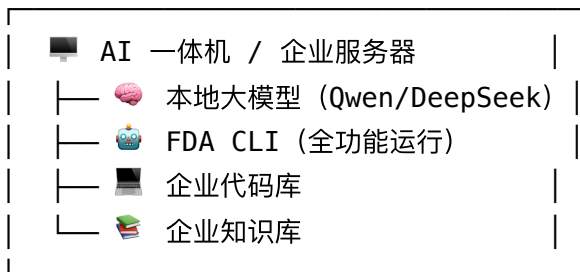 AI 一体机 / 企业服务器
本地大模型（Qwen/DeepSeek）
FDA CLI（全功能运行）
企业代码库
企业知识库